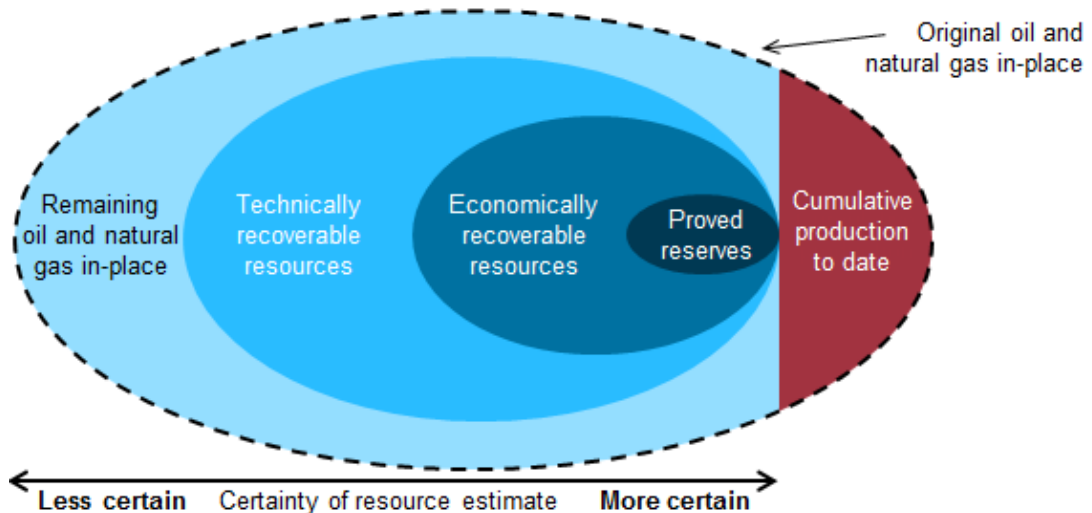 Original oil and
natural gas in-place
Remaining
oil and natural
gas in-place
Technically
recoverable
resources
Economically
recoverable
resources
Proved
reserves
Cumulative
production
to date
Less certain
Certainty of resource estimate
More certain